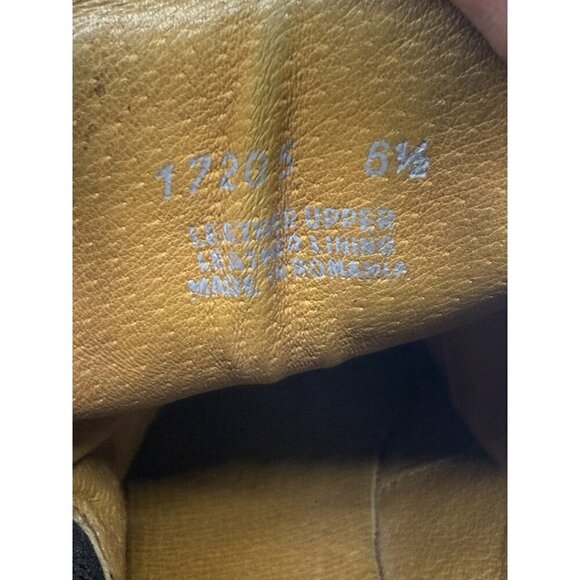 17205 6½
LEATHER UPPER
LEATHER LINING
MADE IN ROMANIA